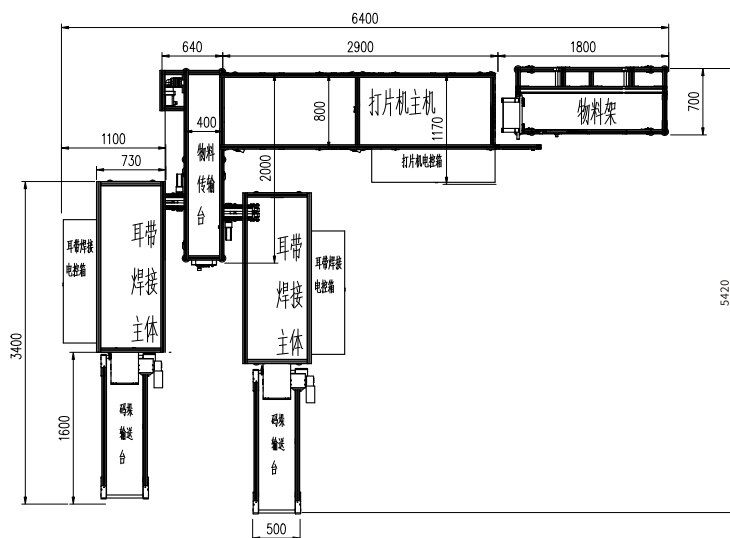 6400
640
2900
1800
打片机主机
物料架
700
400
800
1170
1100
730
物料
传输
台
2000
打片机电控箱
耳带
焊接
主体
耳带焊接
电控箱
耳带
焊接
主体
耳带焊接
电控箱
5420
3400
1600
码垛
输送
台
码垛
输送
台
500